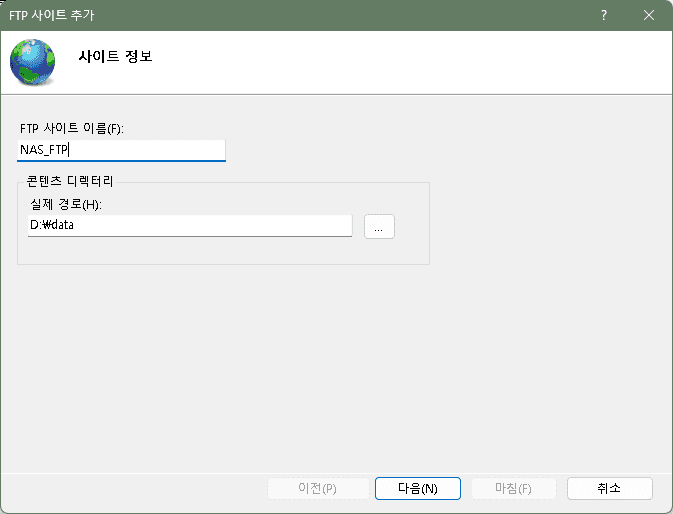 FTP 사이트 추가
?
사이트 정보
FTP 사이트 이름(F):
NAS_FTP
콘텐츠 디렉터리
실제 경로(H):
D:₩data
...
이전(P)
다음(N)
마침(F)
취소